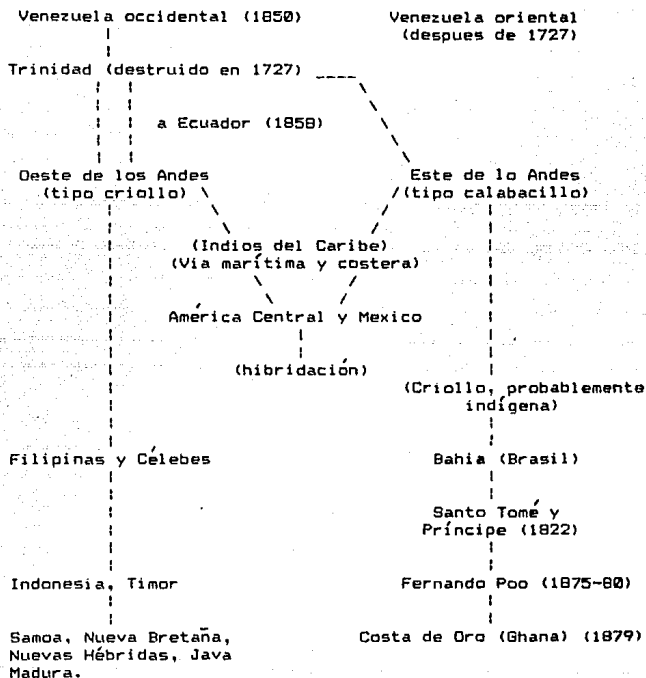 Venezuela occidental (1850)
Venezuela oriental
(despues de 1727)
Trinidad (destruido en 1727)
a Ecuador (1858)
Oeste de los Andes
(tipo criollo)
Este de lo Andes
(tipo calabacillo)
(Indios del Caribe)
(Via marítima y costera)
América Central y Mexico
(hibridación)
(Criollo, probablemente
indígena)
Filipinas y Célebes
Bahia (Brasil)
Santo Tomé y
Príncipe (1822)
Indonesia, Timor
Fernando Poo (1875-80)
Samoa, Nueva Bretaña,
Nuevas Hébridas, Java
Madura.
Costa de Oro (Ghana) (1879)